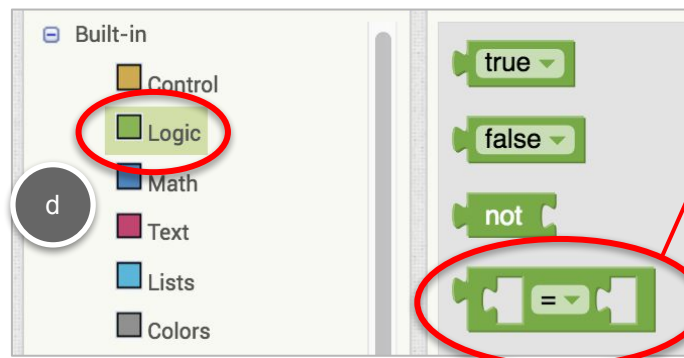 Built-in
Control
Logic
Math
Text
Lists
Colors
d
true
false
not
=